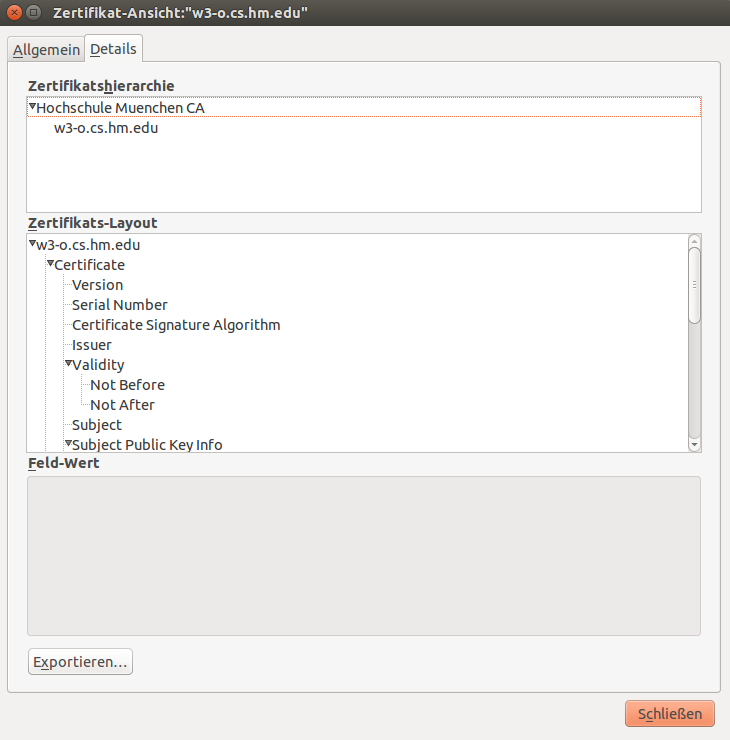 Zertifikat-Ansicht:"w3-o.cs.hm.edu"
Allgemein Details
Zertifikatshierarchie
Hochschule Muenchen CA
w3-o.cs.hm.edu
Zertifikats-Layout
w3-o.cs.hm.edu
Certificate
Version
Serial Number
Certificate Signature Algorithm
Issuer
Validity
Not Before
Not After
Subject
Subject Public Key Info
Feld-Wert
Exportieren...
Schließen